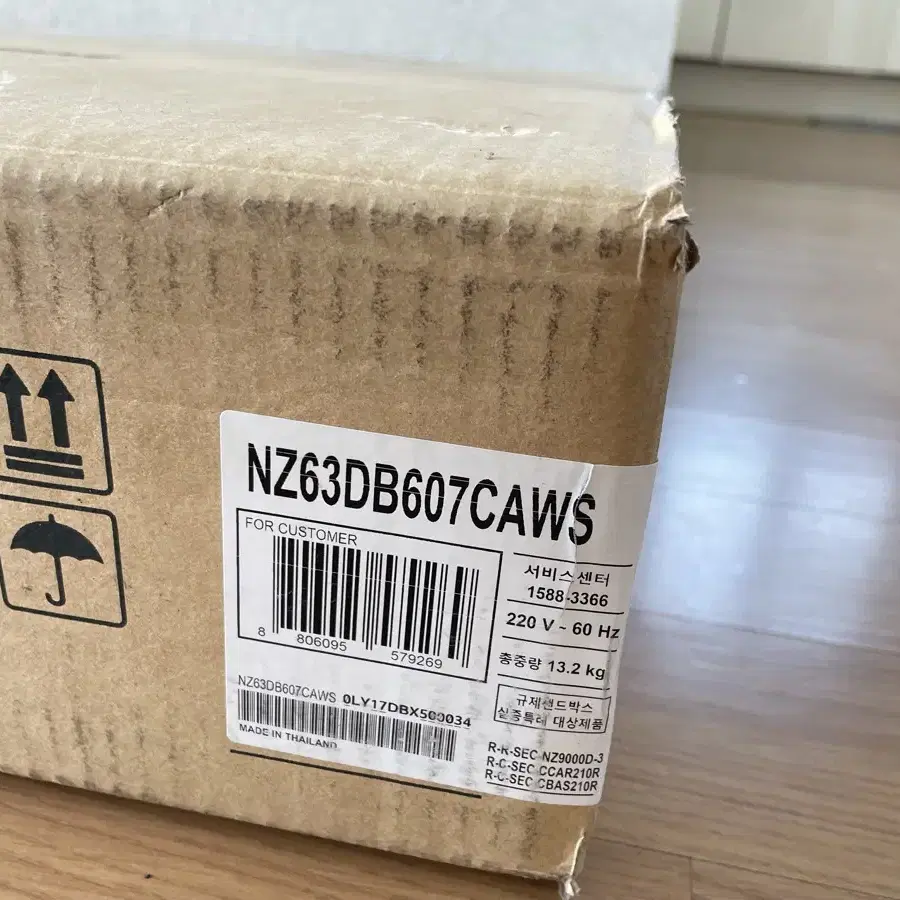 NZ63DB607CAWS
FOR CUSTOMER
8 806095 579269
서비스센터
1588-3366
220 V ~ 60 Hz
총중량 13.2 kg
규제샌드박스
실증특례 대상제품
NZ63DB607CAWS 0LY17DBX500034
MADE IN THAILAND
R-R-SEC-NZ9000D-3
R-C-SEC-CCAR210R
R-C-SEC-CBAS210R